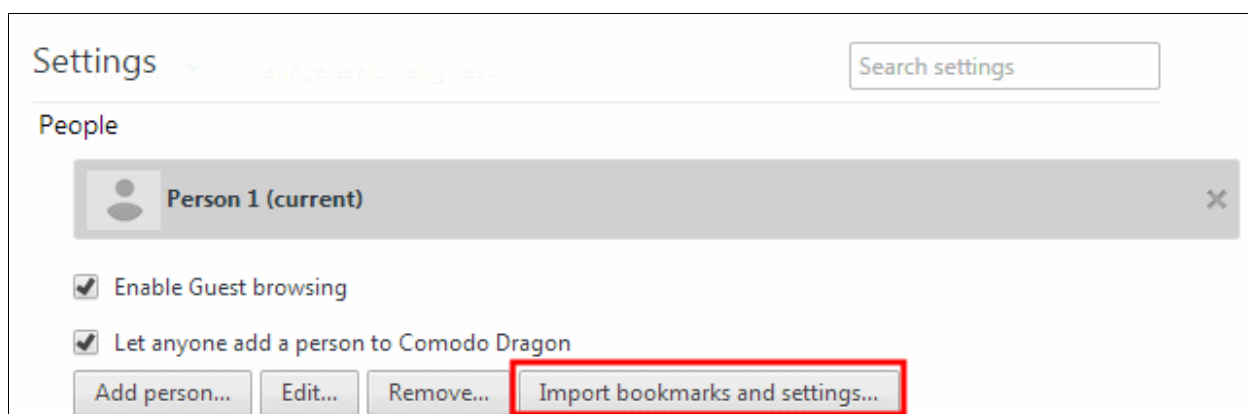 Settings
Search settings
People
Person 1 (current)
Enable Guest browsing
Let anyone add a person to Comodo Dragon
Add person... Edit... Remove... Import bookmarks and settings...